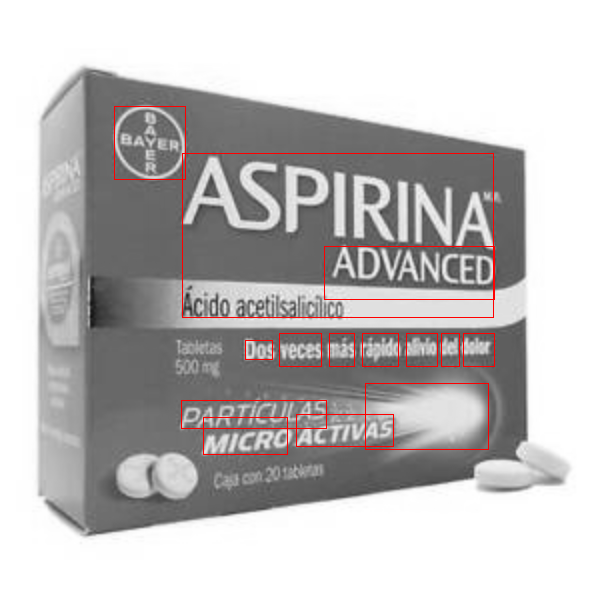 BAYER
BAYER
ASPIRINA M.R.
ADVANCED
Ácido acetilsalicílico
Tabletas
500 mg
Dos veces más rápido alivio del dolor
PARTÍCULAS
MICRO ACTIVAS
Caja con 20 tabletas